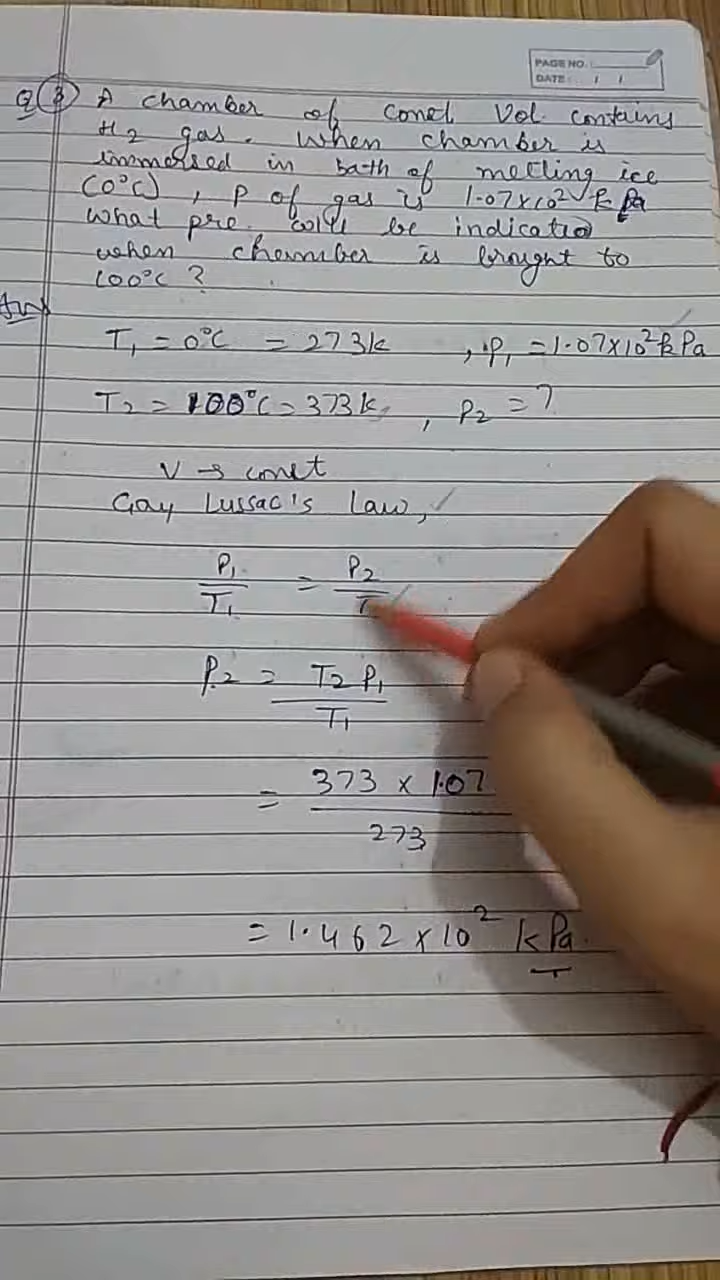 PAGE NO.:
DATE: / /
Q (3) A chamber of const Vol. contains
H2 gas. When chamber is
immersed in bath of melting ice
(0°C), P of gas is 1.07×10² k Pa
What pre. will be indicated
when chamber is brought to
100°C?
Ans
T₁ = 0°C = 273k , P₁ = 1.07×10² kPa
T2 = 100°C = 373k, , P2 = ?
V → const
Gay Lussac's law,
P₁/T₁ = P2/T
P2 = T2 P₁/T₁
= 373 × 1.07/273
= 1.462 × 10² kPa.